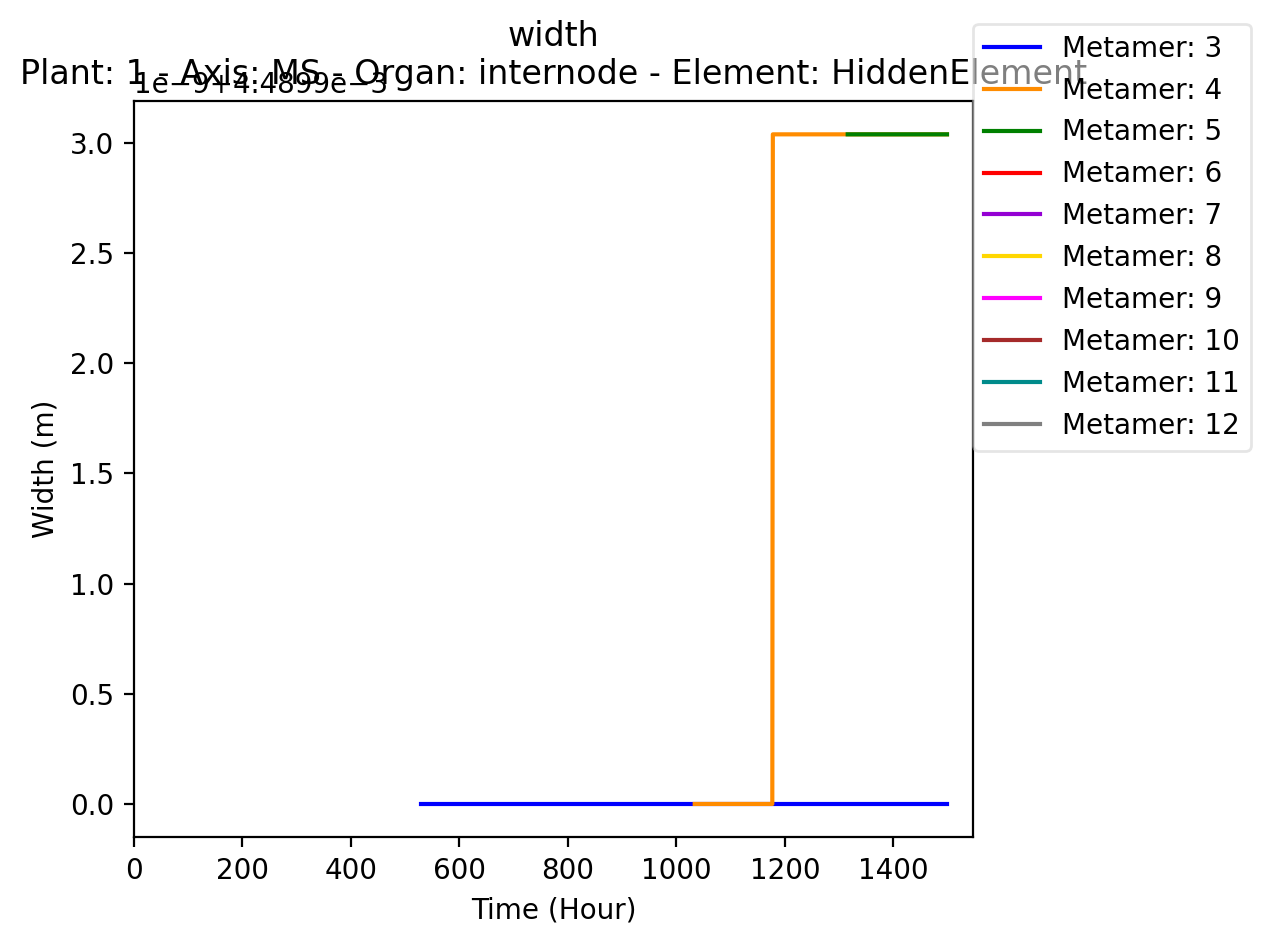 width
Plant: 1 - Axis: MS - Organ: internode - Element: HiddenElement
1e−9+4.4899e−3
3.0
2.5
2.0
1.5
1.0
0.5
0.0
Width (m)
0 200 400 600 800 1000 1200 1400
Time (Hour)
Metamer: 3
Metamer: 4
Metamer: 5
Metamer: 6
Metamer: 7
Metamer: 8
Metamer: 9
Metamer: 10
Metamer: 11
Metamer: 12